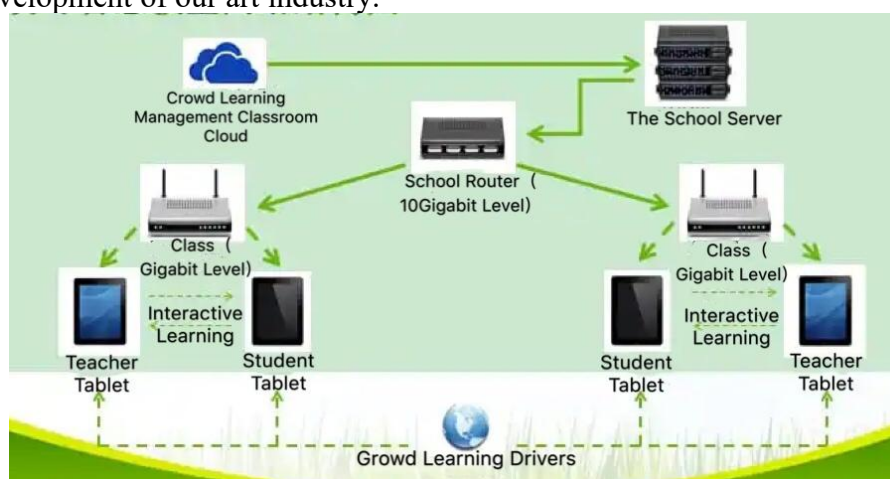 velopment of our art industry.
Crowd Learning
Management Classroom
Cloud
The School Server
School Router (
10Gigabit Level)
Class (
Gigabit Level)
Class (
Gigabit Level)
Interactive
Learning
Interactive
Learning
Teacher
Tablet
Student
Tablet
Student
Tablet
Teacher
Tablet
Growd Learning Drivers